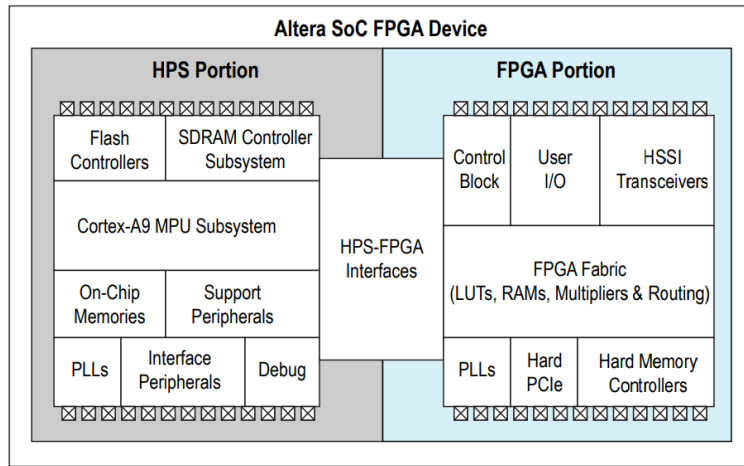 Altera SoC FPGA Device
HPS Portion
FPGA Portion
Flash
Controllers
SDRAM Controller
Subsystem
Cortex-A9 MPU Subsystem
On-Chip
Memories
Support
Peripherals
PLLs
Interface
Peripherals
Debug
HPS-FPGA
Interfaces
Control
Block
User
I/O
HSSI
Transceivers
FPGA Fabric
(LUTs, RAMs, Multipliers & Routing)
PLLs
Hard
PCIe
Hard Memory
Controllers